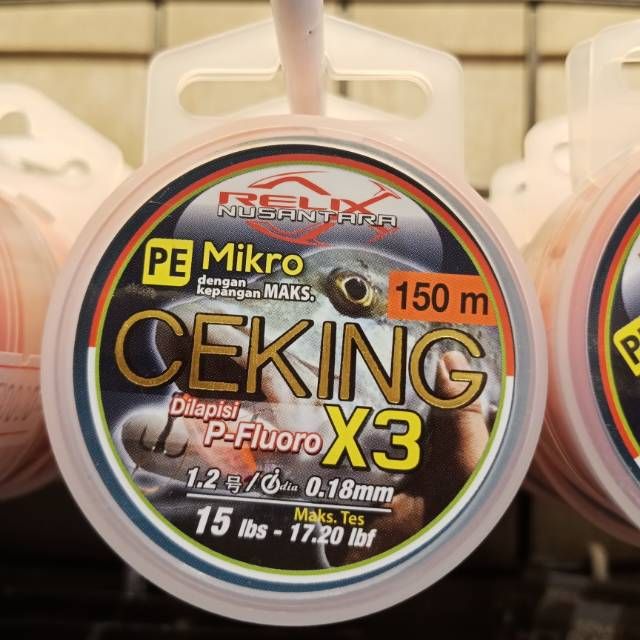 RELIX
NUSANTARA
PE Mikro
dengan
kepangan MAKS.
150 m
CEKING
Dilapisi
P-Fluoro X3
1.2 号 / dia 0.18mm
Maks. Tes
15 lbs - 17.20 lbf
PE